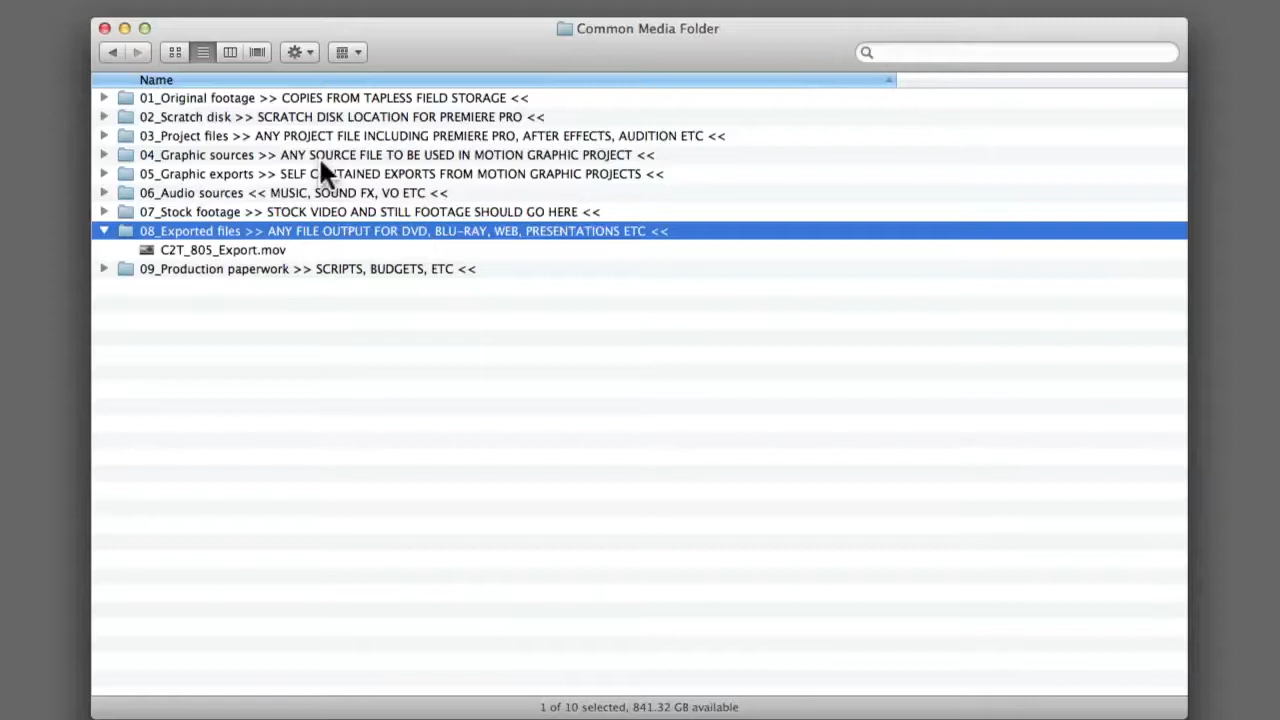 Common Media Folder
Name
01_Original footage >> COPIES FROM TAPLESS FIELD STORAGE <<
02_Scratch disk >> SCRATCH DISK LOCATION FOR PREMIERE PRO <<
03_Project files >> ANY PROJECT FILE INCLUDING PREMIERE PRO, AFTER EFFECTS, AUDITION ETC <<
04_Graphic sources >> ANY SOURCE FILE TO BE USED IN MOTION GRAPHIC PROJECT <<
05_Graphic exports >> SELF CONTAINED EXPORTS FROM MOTION GRAPHIC PROJECTS <<
06_Audio sources << MUSIC, SOUND FX, VO ETC <<
07_Stock footage >> STOCK VIDEO AND STILL FOOTAGE SHOULD GO HERE <<
08_Exported files >> ANY FILE OUTPUT FOR DVD, BLU-RAY, WEB, PRESENTATIONS ETC <<
C2T_805_Export.mov
09_Production paperwork >> SCRIPTS, BUDGETS, ETC <<
1 of 10 selected, 841.32 GB available